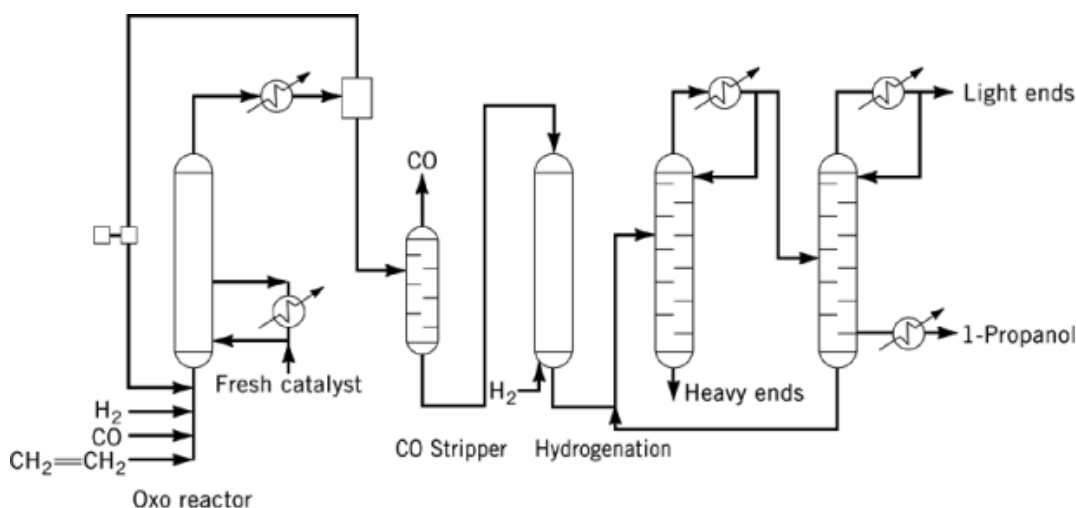 Light ends
CO
1-Propanol
Fresh catalyst
H₂
Heavy ends
H₂
CO
CO Stripper
Hydrogenation
CH₂=CH₂
Oxo reactor